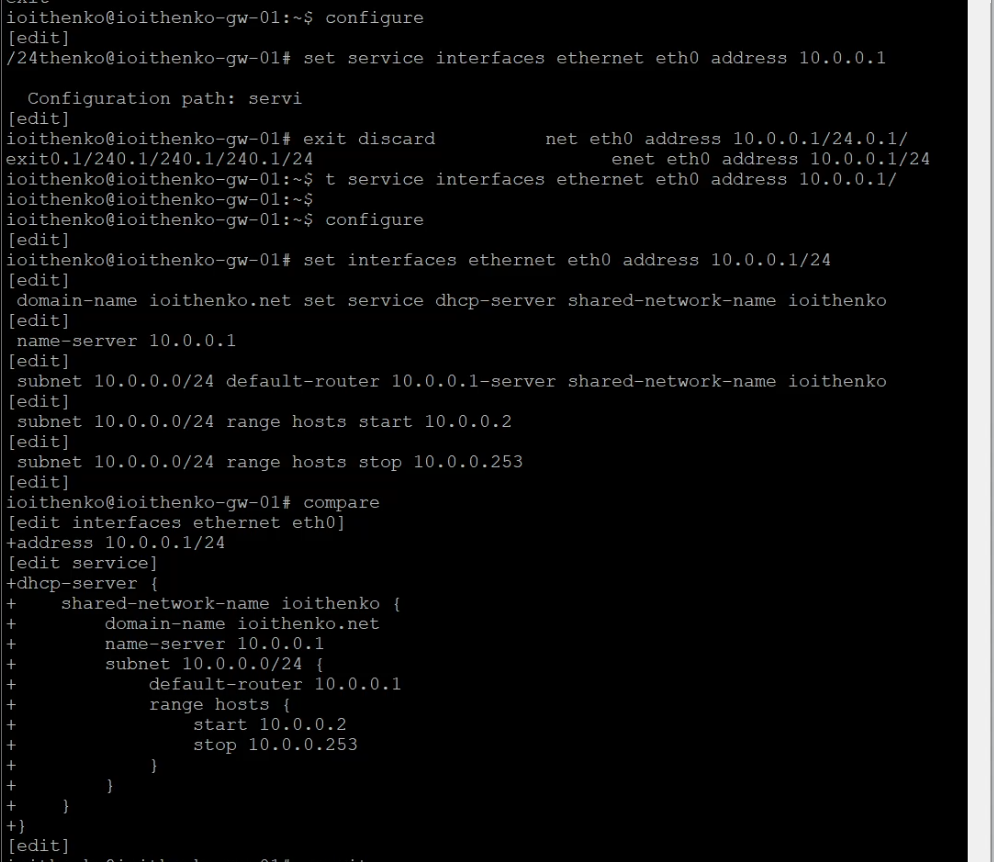 exit
ioithenko@ioithenko-gw-01:~$ configure
[edit]
/24thenko@ioithenko-gw-01# set service interfaces ethernet eth0 address 10.0.0.1
  Configuration path: servi
[edit]
ioithenko@ioithenko-gw-01# exit discard          net eth0 address 10.0.0.1/24.0.1/
exit0.1/240.1/240.1/240.1/24                           enet eth0 address 10.0.0.1/24
ioithenko@ioithenko-gw-01:~$ t service interfaces ethernet eth0 address 10.0.0.1/
ioithenko@ioithenko-gw-01:~$
ioithenko@ioithenko-gw-01:~$ configure
[edit]
ioithenko@ioithenko-gw-01# set interfaces ethernet eth0 address 10.0.0.1/24
[edit]
 domain-name ioithenko.net set service dhcp-server shared-network-name ioithenko
[edit]
 name-server 10.0.0.1
[edit]
 subnet 10.0.0.0/24 default-router 10.0.0.1-server shared-network-name ioithenko
[edit]
 subnet 10.0.0.0/24 range hosts start 10.0.0.2
[edit]
 subnet 10.0.0.0/24 range hosts stop 10.0.0.253
[edit]
ioithenko@ioithenko-gw-01# compare
[edit interfaces ethernet eth0]
+address 10.0.0.1/24
[edit service]
+dhcp-server {
+    shared-network-name ioithenko {
+        domain-name ioithenko.net
+        name-server 10.0.0.1
+        subnet 10.0.0.0/24 {
+            default-router 10.0.0.1
+            range hosts {
+                start 10.0.0.2
+                stop 10.0.0.253
+            }
+        }
+    }
+}
[edit]